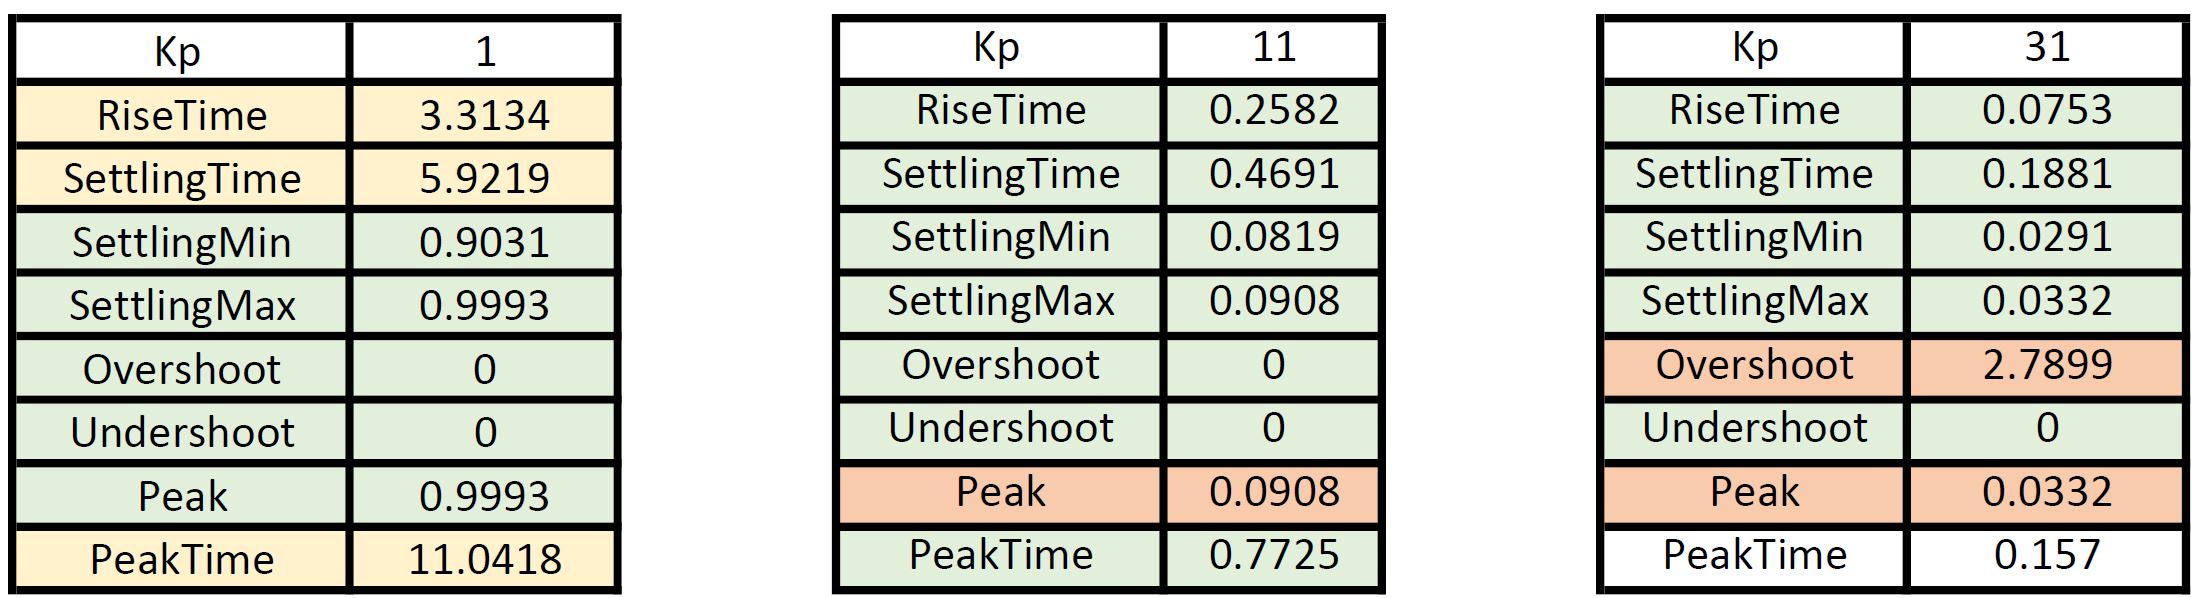 Kp 1
RiseTime 3.3134
SettlingTime 5.9219
SettlingMin 0.9031
SettlingMax 0.9993
Overshoot 0
Undershoot 0
Peak 0.9993
PeakTime 11.0418
Kp 11
RiseTime 0.2582
SettlingTime 0.4691
SettlingMin 0.0819
SettlingMax 0.0908
Overshoot 0
Undershoot 0
Peak 0.0908
PeakTime 0.7725
Kp 31
RiseTime 0.0753
SettlingTime 0.1881
SettlingMin 0.0291
SettlingMax 0.0332
Overshoot 2.7899
Undershoot 0
Peak 0.0332
PeakTime 0.157